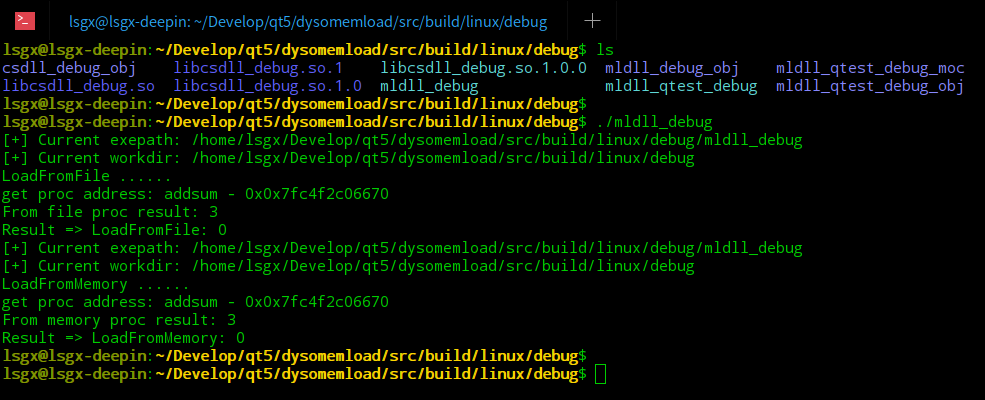 lsgx@lsgx-deepin: ~/Develop/qt5/dysomemload/src/build/linux/debug
lsgx@lsgx-deepin:~/Develop/qt5/dysomemload/src/build/linux/debug$ ls
csdll_debug_obj libcsdll_debug.so.1 libcsdll_debug.so.1.0.0 mldll_debug_obj mldll_qtest_debug_moc
libcsdll_debug.so libcsdll_debug.so.1.0 mldll_debug mldll_qtest_debug mldll_qtest_debug_obj
lsgx@lsgx-deepin:~/Develop/qt5/dysomemload/src/build/linux/debug$
lsgx@lsgx-deepin:~/Develop/qt5/dysomemload/src/build/linux/debug$ ./mldll_debug
[+] Current exepath: /home/lsgx/Develop/qt5/dysomemload/src/build/linux/debug/mldll_debug
[+] Current workdir: /home/lsgx/Develop/qt5/dysomemload/src/build/linux/debug
LoadFromFile ......
get proc address: addsum - 0x0x7fc4f2c06670
From file proc result: 3
Result => LoadFromFile: 0
[+] Current exepath: /home/lsgx/Develop/qt5/dysomemload/src/build/linux/debug/mldll_debug
[+] Current workdir: /home/lsgx/Develop/qt5/dysomemload/src/build/linux/debug
LoadFromMemory ......
get proc address: addsum - 0x0x7fc4f2c06670
From memory proc result: 3
Result => LoadFromMemory: 0
lsgx@lsgx-deepin:~/Develop/qt5/dysomemload/src/build/linux/debug$
lsgx@lsgx-deepin:~/Develop/qt5/dysomemload/src/build/linux/debug$